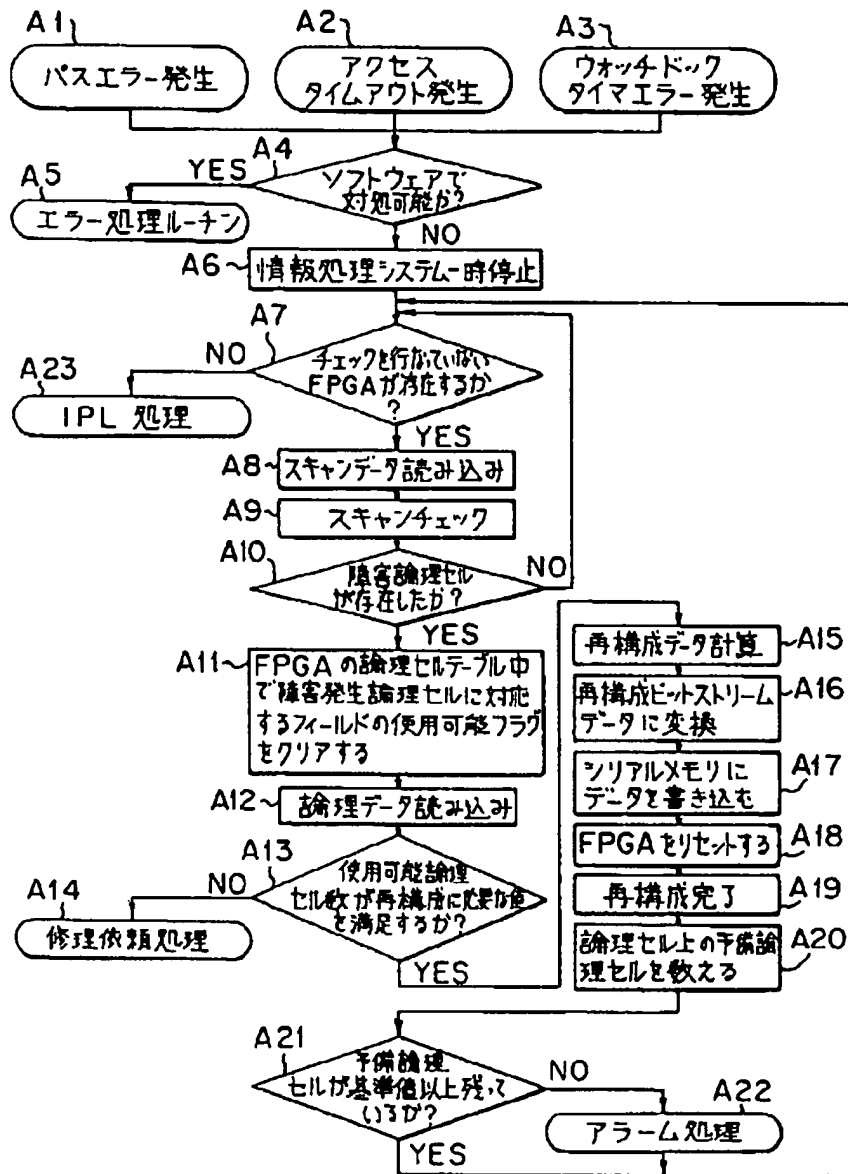 A1
パスエラー発生
A2
アクセス
タイムアウト発生
A3
ウォッチドック
タイマエラー発生
A4
ソフトウェアで
対処可能か?
YES
NO
A5
エラー処理ルーチン
A6
情報処理システム一時停止
A7
チェックを行なっていない
FPGAが存在するか
?
NO
YES
A23
IPL 処理
A8
スキャンデータ読み込み
A9
スキャンチェック
A10
障害論理セル
が存在したか?
NO
YES
A11
FPGAの論理セルテーブル中
で障害発生論理セルに対応
するフィールドの使用可能フラグ
をクリアする
A12
論理データ読み込み
A13
使用可能論理
セル数が再構成に必要な値
を満足するか?
NO
YES
A14
修理依頼処理
再構成データ計算
A15
再構成ビットストリーム
データに変換
A16
シリアルメモリに
データを書き込む
A17
FPGAをリセットする
A18
再構成完了
A19
論理セル上の予備論
理セルを数える
A20
A21
予備論理
セルが基準値以上残って
いるか?
NO
YES
A22
アラーム処理